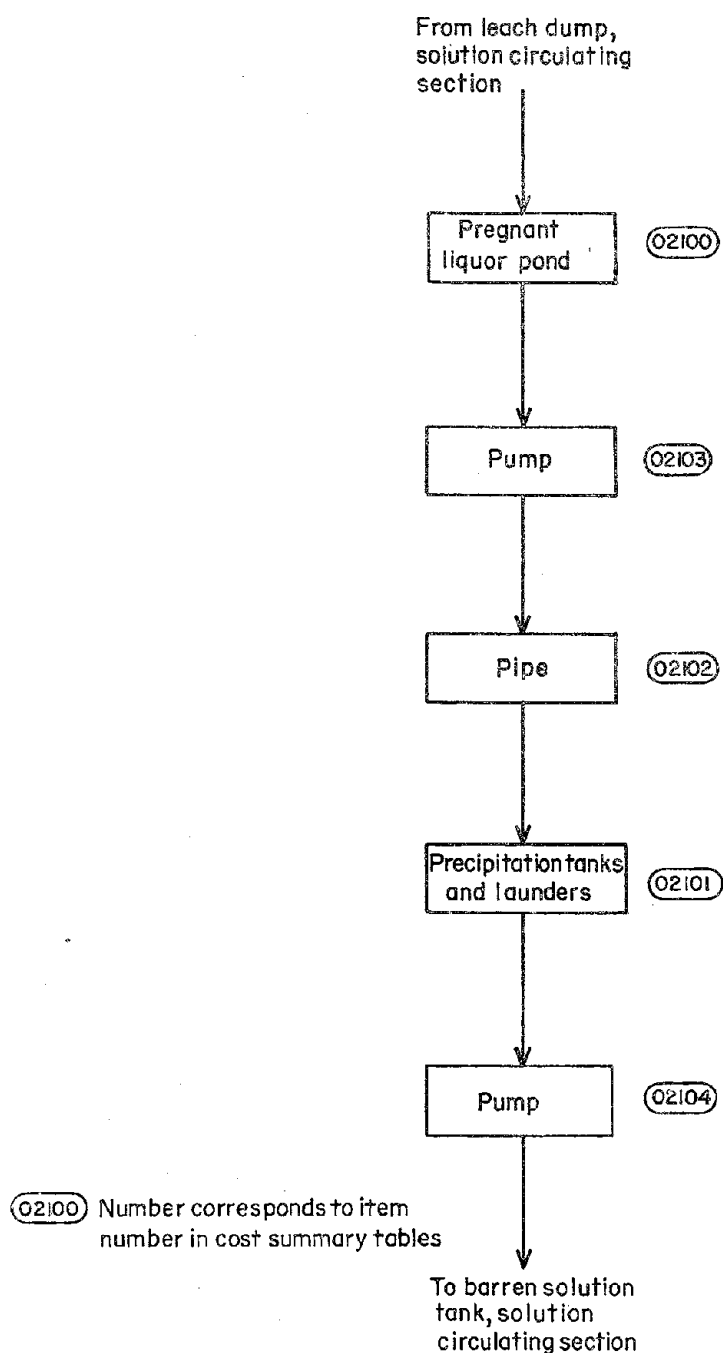 From leach dump,
solution circulating
section
Pregnant
liquor pond
02100
Pump
02103
Pipe
02102
Precipitation tanks
and launders
02101
Pump
02104
02100 Number corresponds to item
number in cost summary tables
To barren solution
tank, solution
circulating section